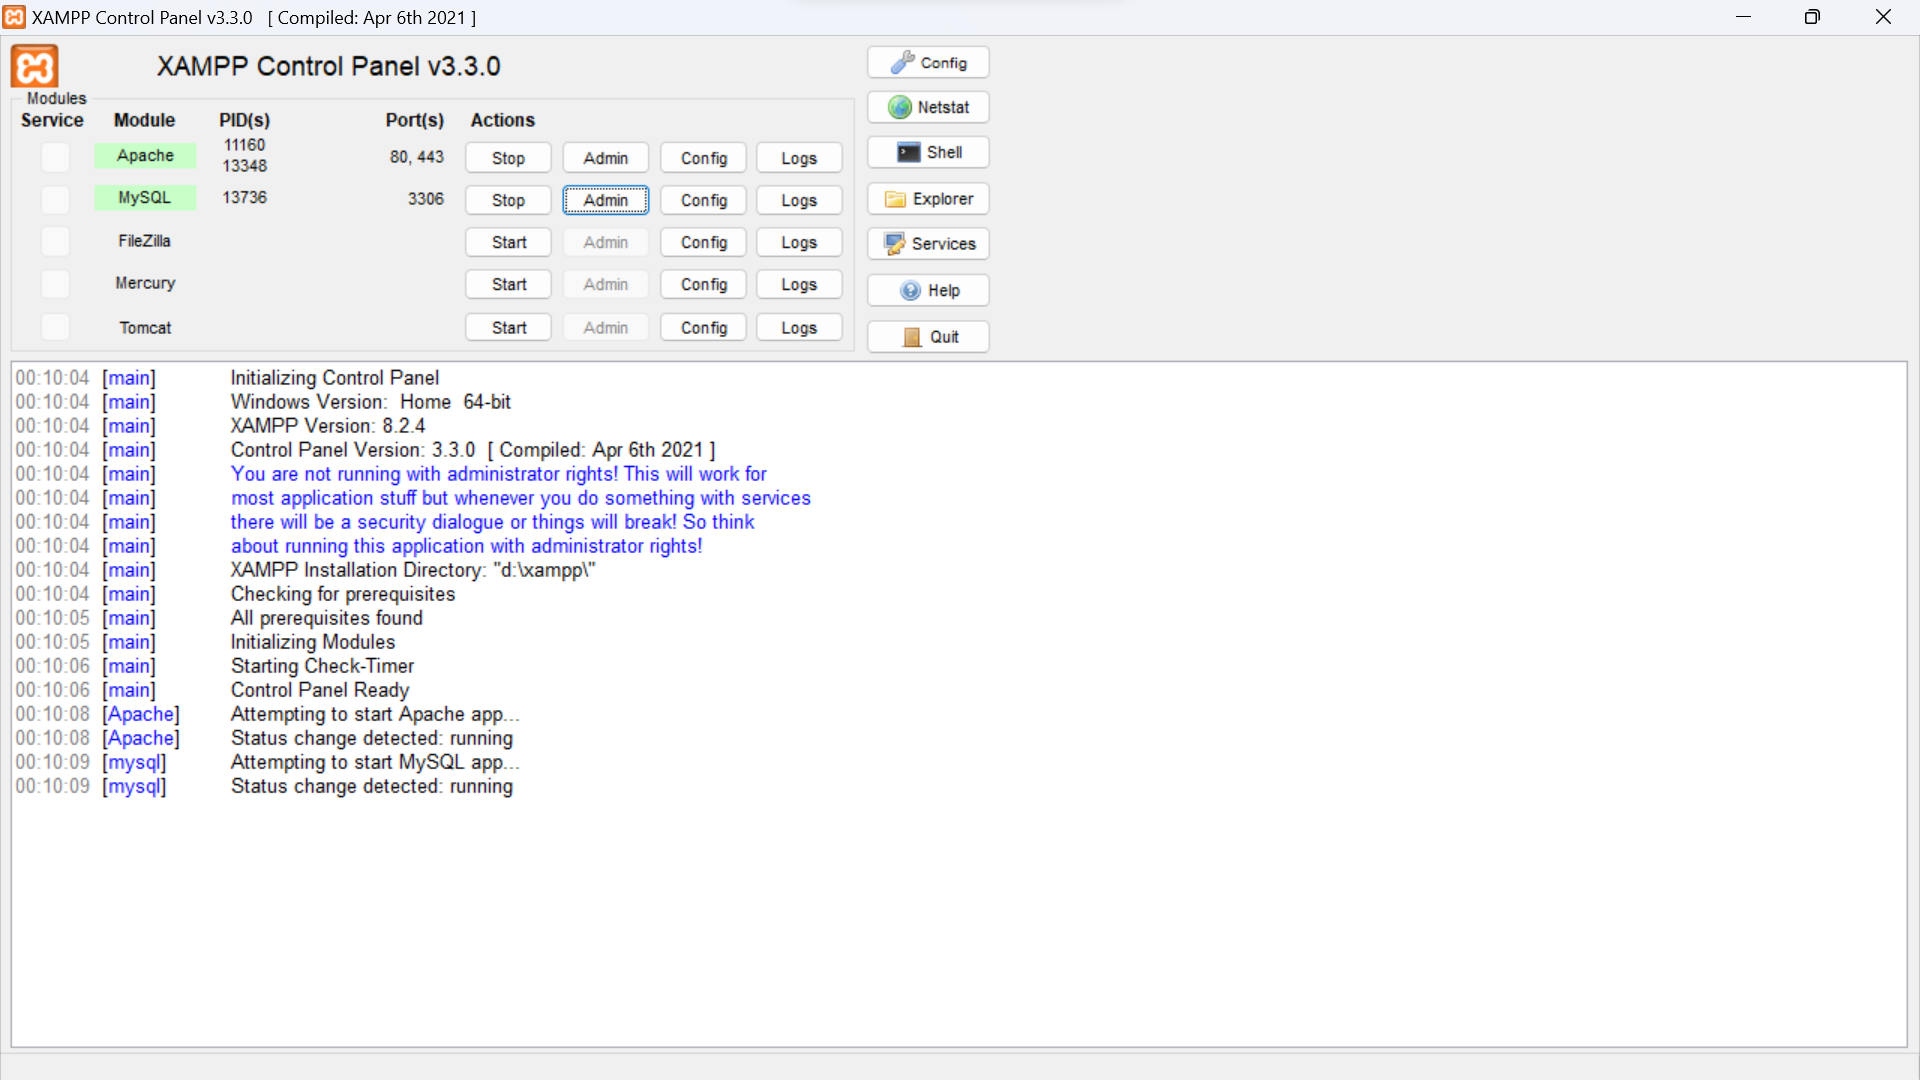 XAMPP Control Panel v3.3.0 [ Compiled: Apr 6th 2021 ]
XAMPP Control Panel v3.3.0
Config
Netstat
Shell
Explorer
Services
Help
Quit
Modules
Service Module PID(s) Port(s) Actions
Apache 11160 13348 80, 443 Stop Admin Config Logs
MySQL 13736 3306 Stop Admin Config Logs
FileZilla Start Admin Config Logs
Mercury Start Admin Config Logs
Tomcat Start Admin Config Logs
00:10:04 [main] Initializing Control Panel
00:10:04 [main] Windows Version: Home 64-bit
00:10:04 [main] XAMPP Version: 8.2.4
00:10:04 [main] Control Panel Version: 3.3.0 [ Compiled: Apr 6th 2021 ]
00:10:04 [main] You are not running with administrator rights! This will work for
00:10:04 [main] most application stuff but whenever you do something with services
00:10:04 [main] there will be a security dialogue or things will break! So think
00:10:04 [main] about running this application with administrator rights!
00:10:04 [main] XAMPP Installation Directory: "d:\xampp\"
00:10:04 [main] Checking for prerequisites
00:10:05 [main] All prerequisites found
00:10:05 [main] Initializing Modules
00:10:06 [main] Starting Check-Timer
00:10:06 [main] Control Panel Ready
00:10:08 [Apache] Attempting to start Apache app...
00:10:08 [Apache] Status change detected: running
00:10:09 [mysql] Attempting to start MySQL app...
00:10:09 [mysql] Status change detected: running